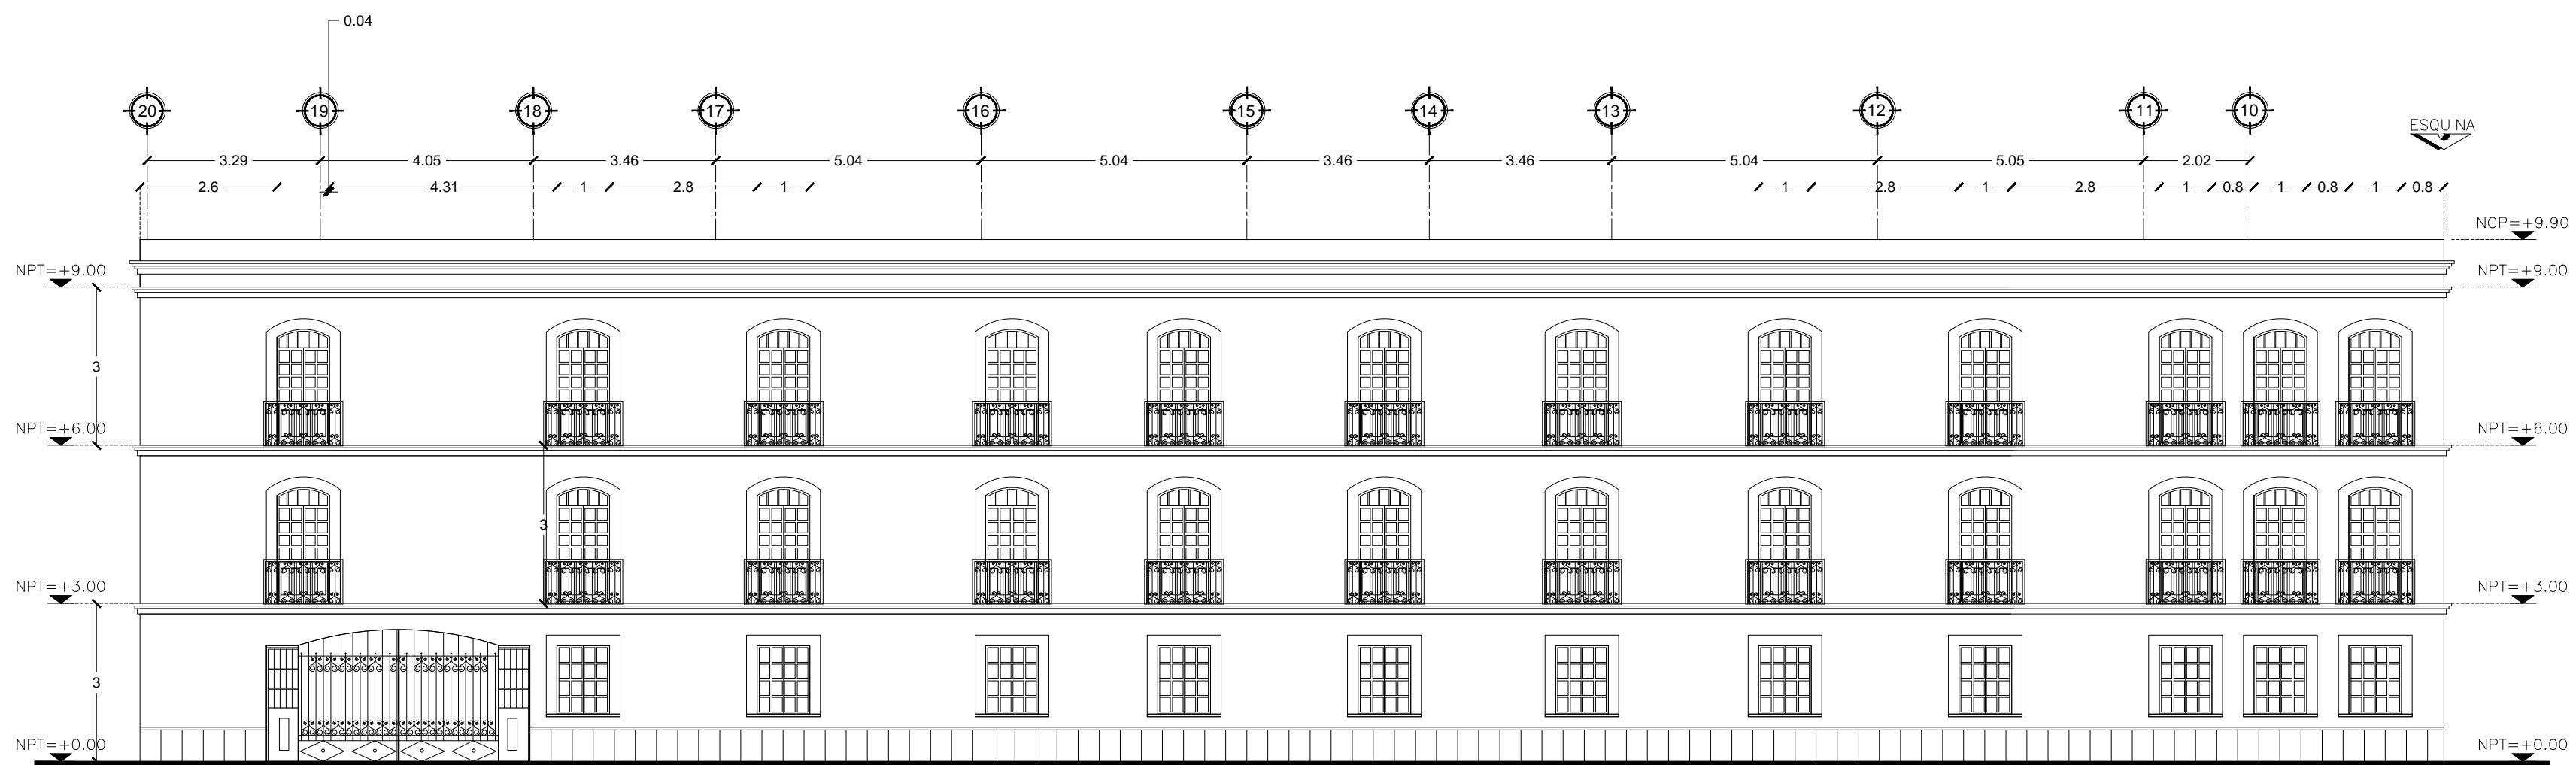 0.04
20 19 18 17 16 15 14 13 12 11 10
ESQUINA
3.29 4.05 3.46 5.04 5.04 3.46 3.46 5.04 5.05 2.02
2.6 4.31 1 2.8 1 1 2.8 1 2.8 1 0.8 1 0.8 1 0.8
NCP=+9.90
NPT=+9.00 NPT=+9.00
3
NPT=+6.00 NPT=+6.00
3
NPT=+3.00 NPT=+3.00
3
NPT=+0.00 NPT=+0.00